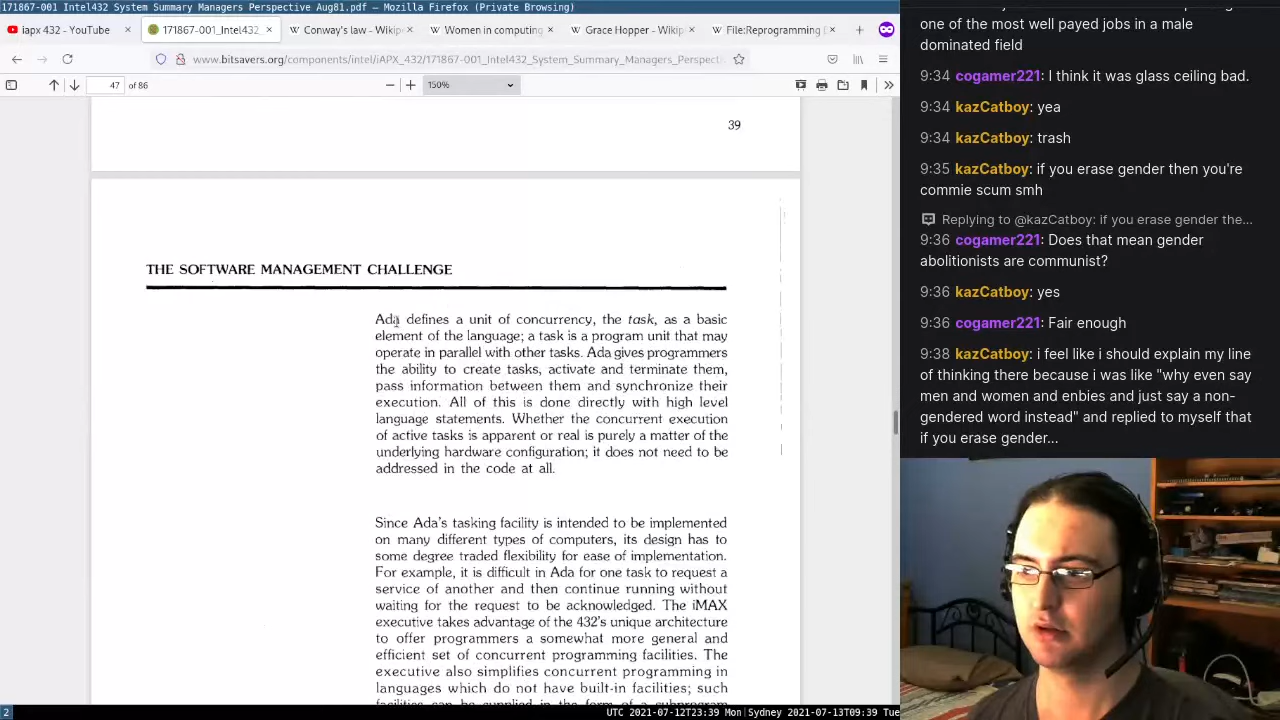 171867-001 Intel432 System Summary Managers Perspective Aug81.pdf — Mozilla Firefox (Private Browsing)
iapx 432 - YouTube
171867-001_Intel432_
Conway's law - Wikip
Women in computing
Grace Hopper - Wikip
File:Reprogramming
www.bitsavers.org/components/intel/iAPX_432/171867-001_Intel432_System_Summary_Managers_Perspecti
47 of 86
150%
39
THE SOFTWARE MANAGEMENT CHALLENGE
Ada defines a unit of concurrency, the task, as a basic
element of the language; a task is a program unit that may
operate in parallel with other tasks. Ada gives programmers
the ability to create tasks, activate and terminate them,
pass information between them and synchronize their
execution. All of this is done directly with high level
language statements. Whether the concurrent execution
of active tasks is apparent or real is purely a matter of the
underlying hardware configuration; it does not need to be
addressed in the code at all.
Since Ada's tasking facility is intended to be implemented
on many different types of computers, its design has to
some degree traded flexibility for ease of implementation.
For example, it is difficult in Ada for one task to request a
service of another and then continue running without
waiting for the request to be acknowledged. The iMAX
executive takes advantage of the 432's unique architecture
to offer programmers a somewhat more general and
efficient set of concurrent programming facilities. The
executive also simplifies concurrent programming in
languages which do not have built-in facilities; such
facilities can be supplied in the form of a subprogram
2
UTC 2021-07-12T23:39 Mon Sydney 2021-07-13T09:39 Tue
one of the most well payed jobs in a male
dominated field
9:34 cogamer221: I think it was glass ceiling bad.
9:34 kazCatboy: yea
9:34 kazCatboy: trash
9:35 kazCatboy: if you erase gender then you're
commie scum smh
Replying to @kazCatboy: if you erase gender the...
9:36 cogamer221: Does that mean gender
abolitionists are communist?
9:36 kazCatboy: yes
9:36 cogamer221: Fair enough
9:38 kazCatboy: i feel like i should explain my line
of thinking there because i was like "why even say
men and women and enbies and just say a non-
gendered word instead" and replied to myself that
if you erase gender...